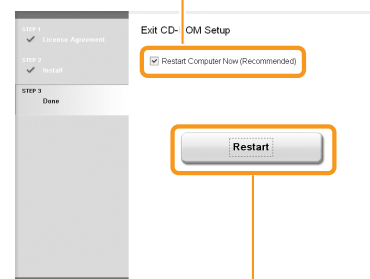 STEP 1
License Agreement
STEP 2
Install
STEP 3
Done
Exit CD- OM Setup
Restart Computer Now (Recommended)
Restart